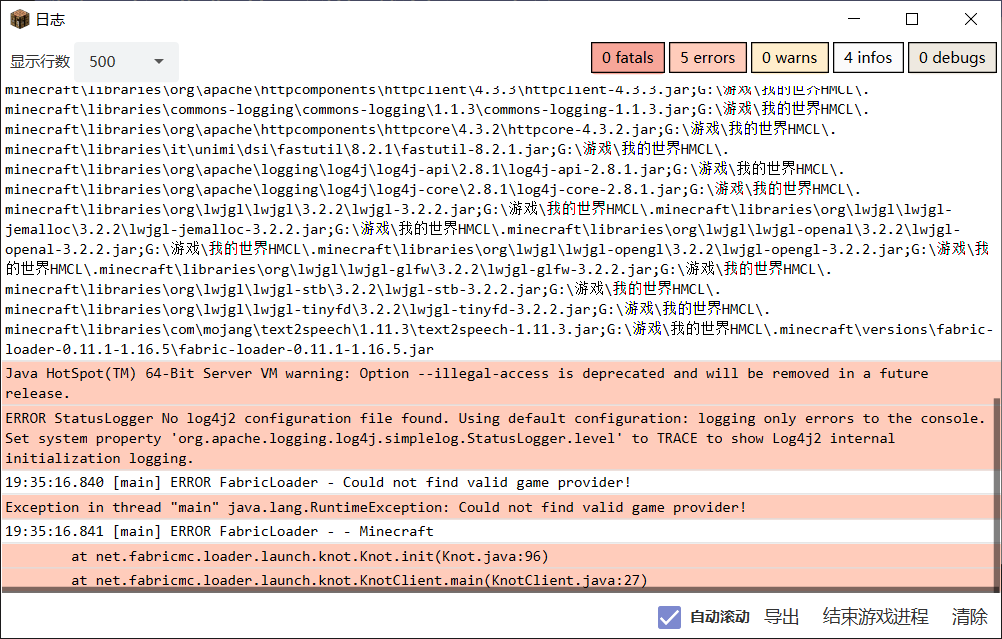 日志
显示行数 500 0 fatals 5 errors 0 warns 4 infos 0 debugs
minecraft\libraries\org\apache\httpcomponents\httpclient\4.3.3\httpclient-4.3.3.jar;G:\游戏\我的世界HMCL\.
minecraft\libraries\commons-logging\commons-logging\1.1.3\commons-logging-1.1.3.jar;G:\游戏\我的世界HMCL\.
minecraft\libraries\org\apache\httpcomponents\httpcore\4.3.2\httpcore-4.3.2.jar;G:\游戏\我的世界HMCL\.
minecraft\libraries\it\unimi\dsi\fastutil\8.2.1\fastutil-8.2.1.jar;G:\游戏\我的世界HMCL\.
minecraft\libraries\org\apache\logging\log4j\log4j-api\2.8.1\log4j-api-2.8.1.jar;G:\游戏\我的世界HMCL\.
minecraft\libraries\org\apache\logging\log4j\log4j-core\2.8.1\log4j-core-2.8.1.jar;G:\游戏\我的世界HMCL\.
minecraft\libraries\org\lwjgl\lwjgl\3.2.2\lwjgl-3.2.2.jar;G:\游戏\我的世界HMCL\.minecraft\libraries\org\lwjgl\lwjgl-
jemalloc\3.2.2\lwjgl-jemalloc-3.2.2.jar;G:\游戏\我的世界HMCL\.minecraft\libraries\org\lwjgl\lwjgl-openal\3.2.2\lwjgl-
openal-3.2.2.jar;G:\游戏\我的世界HMCL\.minecraft\libraries\org\lwjgl\lwjgl-opengl\3.2.2\lwjgl-opengl-3.2.2.jar;G:\游戏\我
的世界HMCL\.minecraft\libraries\org\lwjgl\lwjgl-glfw\3.2.2\lwjgl-glfw-3.2.2.jar;G:\游戏\我的世界HMCL\.
minecraft\libraries\org\lwjgl\lwjgl-stb\3.2.2\lwjgl-stb-3.2.2.jar;G:\游戏\我的世界HMCL\.
minecraft\libraries\org\lwjgl\lwjgl-tinyfd\3.2.2\lwjgl-tinyfd-3.2.2.jar;G:\游戏\我的世界HMCL\.
minecraft\libraries\com\mojang\text2speech\1.11.3\text2speech-1.11.3.jar;G:\游戏\我的世界HMCL\.minecraft\versions\fabric-
loader-0.11.1-1.16.5\fabric-loader-0.11.1-1.16.5.jar
Java HotSpot(TM) 64-Bit Server VM warning: Option --illegal-access is deprecated and will be removed in a future
release.
ERROR StatusLogger No log4j2 configuration file found. Using default configuration: logging only errors to the console.
Set system property 'org.apache.logging.log4j.simplelog.StatusLogger.level' to TRACE to show Log4j2 internal
initialization logging.
19:35:16.840 [main] ERROR FabricLoader - Could not find valid game provider!
Exception in thread "main" java.lang.RuntimeException: Could not find valid game provider!
19:35:16.841 [main] ERROR FabricLoader - - Minecraft
at net.fabricmc.loader.launch.knot.Knot.init(Knot.java:96)
at net.fabricmc.loader.launch.knot.KnotClient.main(KnotClient.java:27)
自动滚动 导出 结束游戏进程 清除